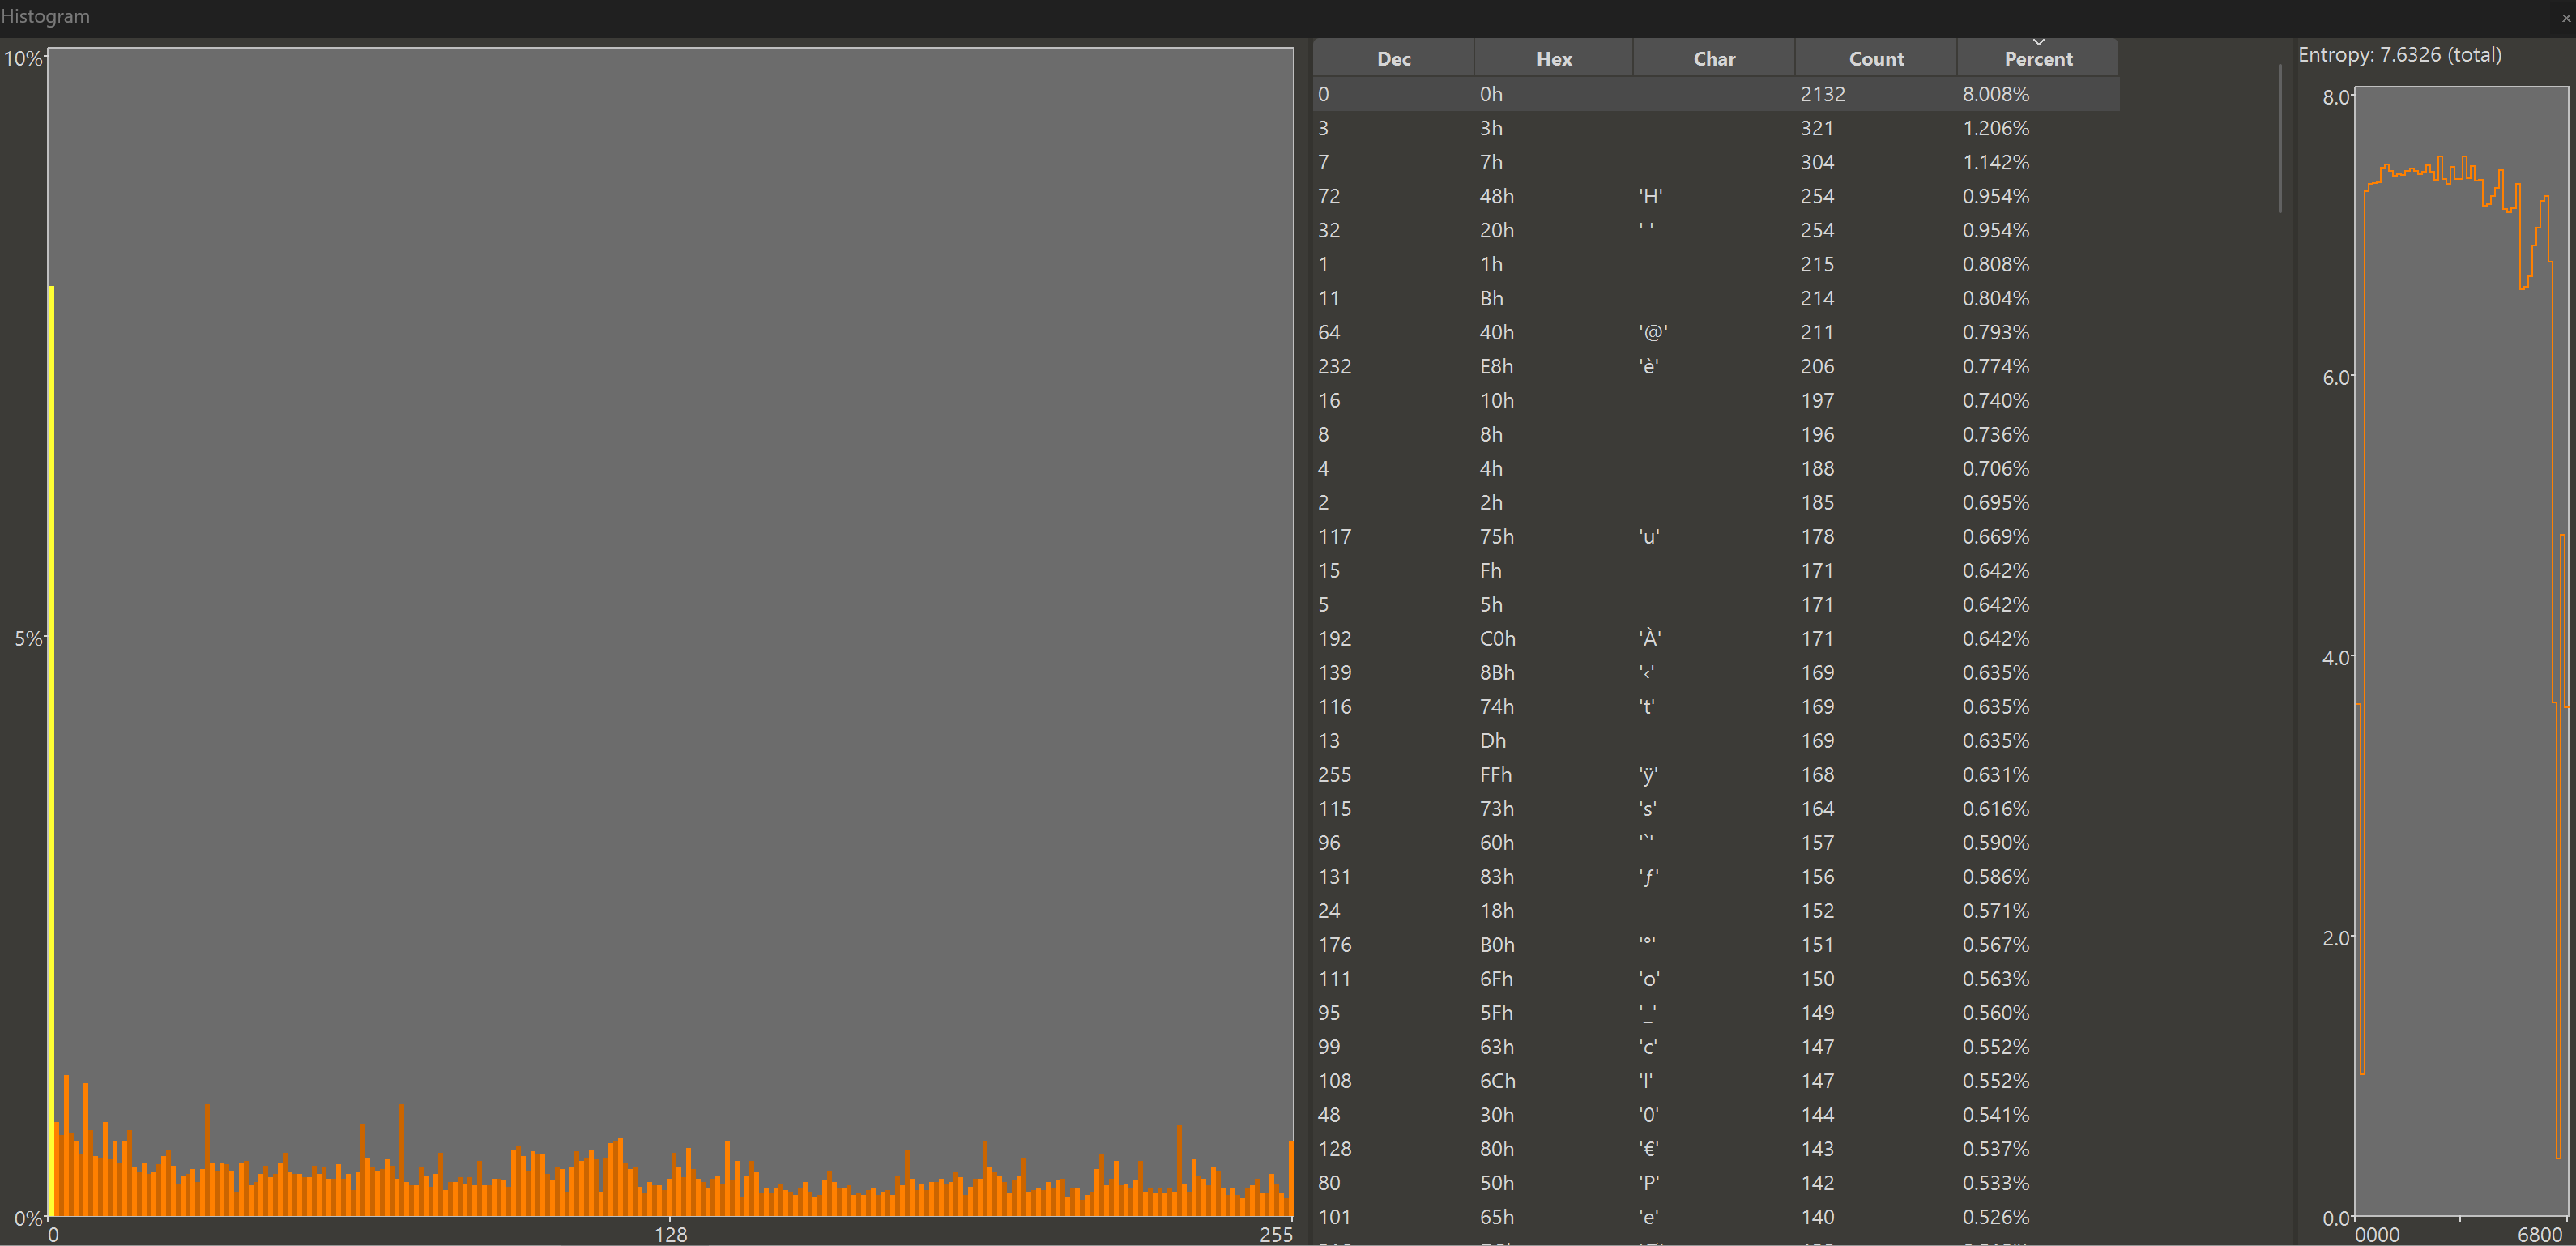 Histogram
×
10%
5%
0%
0 128 255
Dec Hex Char Count Percent
0 0h 2132 8.008%
3 3h 321 1.206%
7 7h 304 1.142%
72 48h 'H' 254 0.954%
32 20h ' ' 254 0.954%
1 1h 215 0.808%
11 Bh 214 0.804%
64 40h '@' 211 0.793%
232 E8h 'è' 206 0.774%
16 10h 197 0.740%
8 8h 196 0.736%
4 4h 188 0.706%
2 2h 185 0.695%
117 75h 'u' 178 0.669%
15 Fh 171 0.642%
5 5h 171 0.642%
192 C0h 'À' 171 0.642%
139 8Bh '‹' 169 0.635%
116 74h 't' 169 0.635%
13 Dh 169 0.635%
255 FFh 'ÿ' 168 0.631%
115 73h 's' 164 0.616%
96 60h '`' 157 0.590%
131 83h 'ƒ' 156 0.586%
24 18h 152 0.571%
176 B0h '°' 151 0.567%
111 6Fh 'o' 150 0.563%
95 5Fh '_' 149 0.560%
99 63h 'c' 147 0.552%
108 6Ch 'l' 147 0.552%
48 30h '0' 144 0.541%
128 80h '€' 143 0.537%
80 50h 'P' 142 0.533%
101 65h 'e' 140 0.526%
Entropy: 7.6326 (total)
8.0
6.0
4.0
2.0
0.0
0000 6800